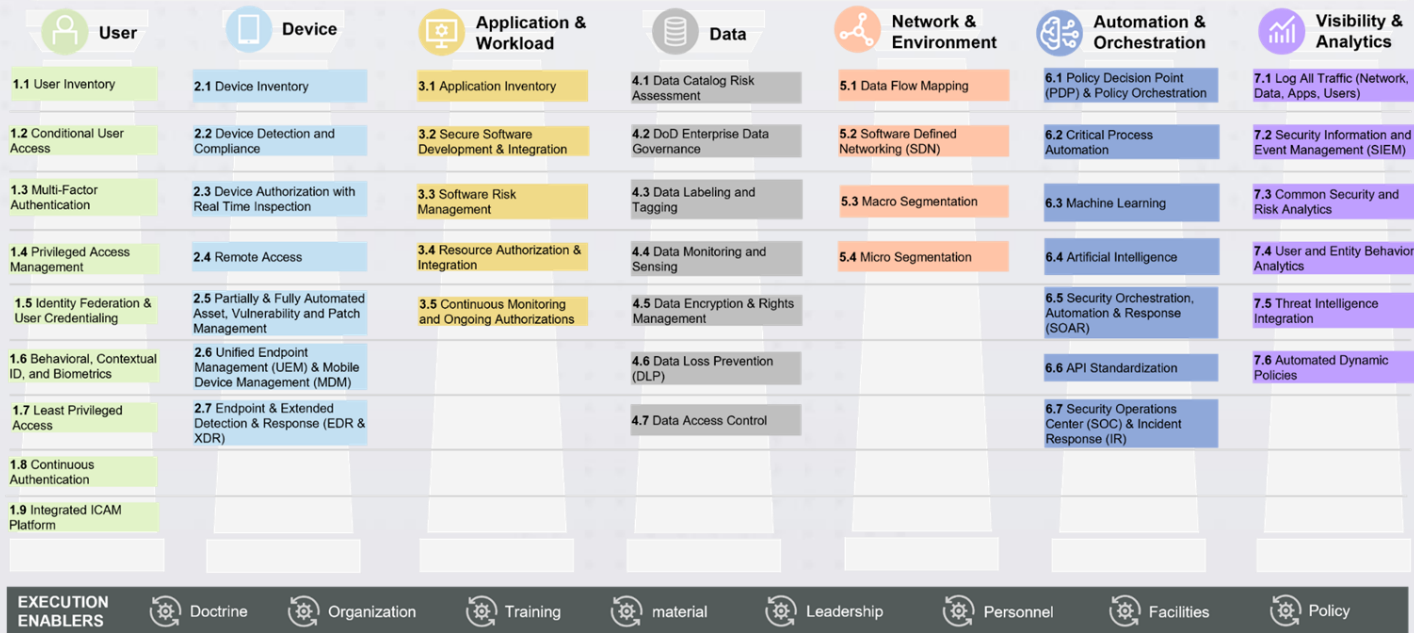 User
1.1 User Inventory
1.2 Conditional User
Access
1.3 Multi-Factor
Authentication
1.4 Privileged Access
Management
1.5 Identity Federation &
User Credentialing
1.6 Behavioral, Contextual
ID, and Biometrics
1.7 Least Privileged
Access
1.8 Continuous
Authentication
1.9 Integrated ICAM
Platform
Device
2.1 Device Inventory
2.2 Device Detection and
Compliance
2.3 Device Authorization with
Real Time Inspection
2.4 Remote Access
2.5 Partially & Fully Automated
Asset, Vulnerability and Patch
Management
2.6 Unified Endpoint
Management (UEM) & Mobile
Device Management (MDM)
2.7 Endpoint & Extended
Detection & Response (EDR &
XDR)
Application &
Workload
3.1 Application Inventory
3.2 Secure Software
Development & Integration
3.3 Software Risk
Management
3.4 Resource Authorization &
Integration
3.5 Continuous Monitoring
and Ongoing Authorizations
Data
4.1 Data Catalog Risk
Assessment
4.2 DoD Enterprise Data
Governance
4.3 Data Labeling and
Tagging
4.4 Data Monitoring and
Sensing
4.5 Data Encryption & Rights
Management
4.6 Data Loss Prevention
(DLP)
4.7 Data Access Control
Network &
Environment
5.1 Data Flow Mapping
5.2 Software Defined
Networking (SDN)
5.3 Macro Segmentation
5.4 Micro Segmentation
Automation &
Orchestration
6.1 Policy Decision Point
(PDP) & Policy Orchestration
6.2 Critical Process
Automation
6.3 Machine Learning
6.4 Artificial Intelligence
6.5 Security Orchestration,
Automation & Response
(SOAR)
6.6 API Standardization
6.7 Security Operations
Center (SOC) & Incident
Response (IR)
Visibility &
Analytics
7.1 Log All Traffic (Network,
Data, Apps, Users)
7.2 Security Information and
Event Management (SIEM)
7.3 Common Security and
Risk Analytics
7.4 User and Entity Behavior
Analytics
7.5 Threat Intelligence
Integration
7.6 Automated Dynamic
Policies
EXECUTION
ENABLERS
Doctrine
Organization
Training
material
Leadership
Personnel
Facilities
Policy